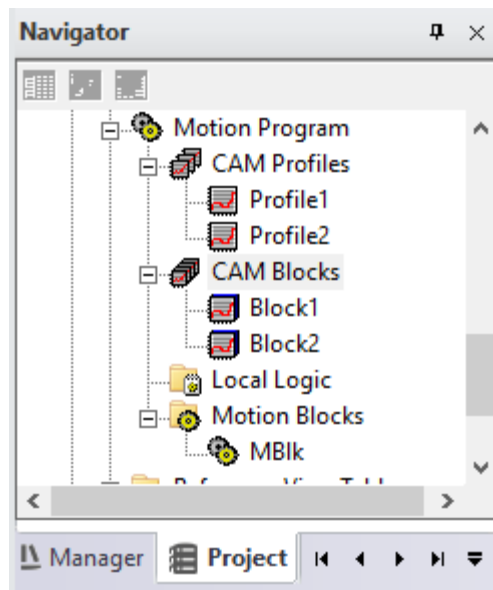 Navigator
Motion Program
CAM Profiles
Profile1
Profile2
CAM Blocks
Block1
Block2
Local Logic
Motion Blocks
MBlk
Manager
Project